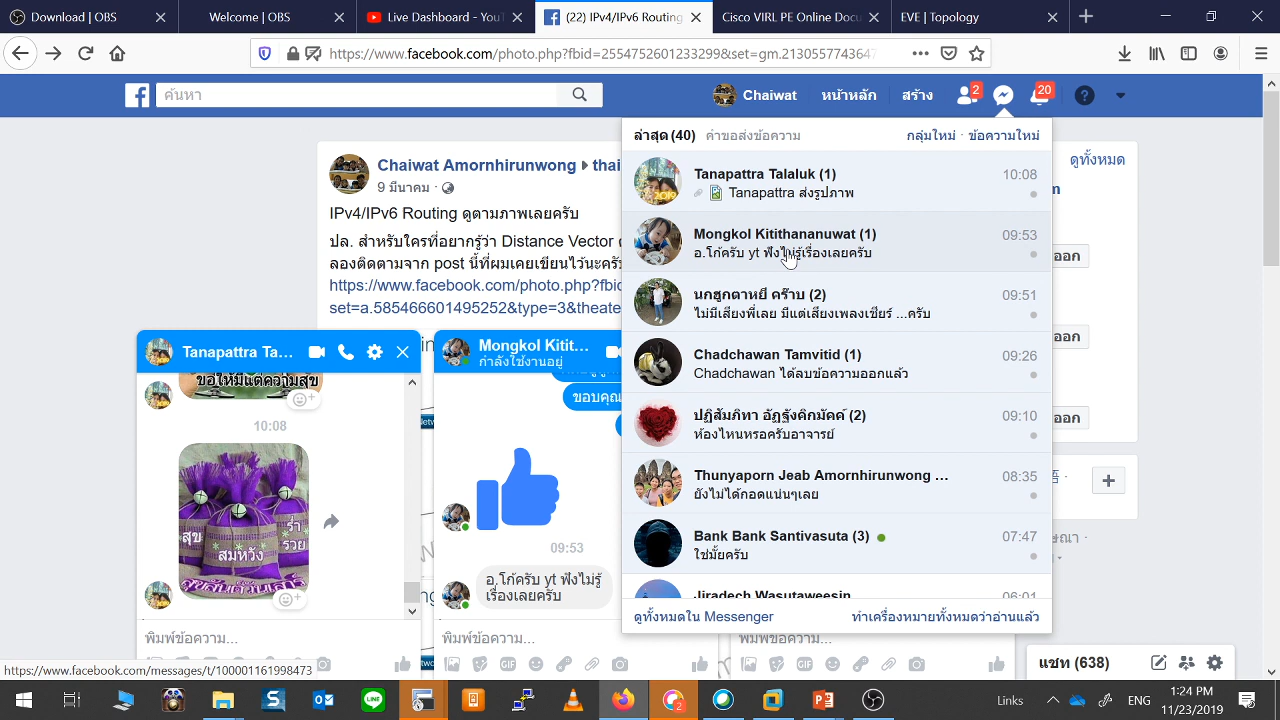 Download | OBS
Welcome | OBS
Live Dashboard - You
(22) IPv4/IPv6 Routing
Cisco VIRL PE Online Docu
EVE | Topology
https://www.facebook.com/photo.php?fbid=2554752601233299&set=gm.21305577743647
ค้นหา
Chaiwat
หน้าหลัก
สร้าง
2
20
ล่าสุด (40)
คำขอส่งข้อความ
กลุ่มใหม่ · ข้อความใหม่
ดูทั้งหมด
Chaiwat Amornhirunwong
thai
9 มีนาคม ·
IPv4/IPv6 Routing ดูตามภาพเลยครับ
ปล. สำหรับใครที่อยากรู้ว่า Distance Vector
ลองติดตามจาก post นี้ที่ผมเคยเขียนไว้นะครั
https://www.facebook.com/photo.php?fbi
set=a.585466601495252&type=3&theate
Tanapattra Talaluk (1)
10:08
Tanapattra ส่งรูปภาพ
Mongkol Kitithananuwat (1)
09:53
อ.โก้ครับ yt ฟังไม่รู้เรื่องเลยครับ
นกฮูกตาหยี คร๊าบ (2)
09:51
ไม่มีเสียงพี่เลย มีแต่เสียงเพลงเชียร์ ...ครับ
Chadchawan Tamvitid (1)
09:26
Chadchawan ได้ลบข้อความออกแล้ว
ปฏิสัมภิทา อัฏฐังคิกมัคค์ (2)
09:10
ห้องไหนหรอครับอาจารย์
Thunyaporn Jeab Amornhirunwong ...
08:35
ยังไม่ได้กอดแน่นๆเลย
Bank Bank Santivasuta (3)
07:47
ใช่มั้ยครับ
Jiradech Wasutaweesin
06:01
ดูทั้งหมดใน Messenger
ทำเครื่องหมายทั้งหมดว่าอ่านแล้ว
ออก
ออก
ออก
Tanapattra Ta...
ขอให้มีแต่ความสุข
10:08
สุข
สมหวัง
ร่ำ
รวย
พิมพ์ข้อความ...
Mongkol Kitit...
กำลังใช้งานอยู่
ขอบคุณ
09:53
อ.โก้ครับ yt ฟังไม่รู้
เรื่องเลยครับ
พิมพ์ข้อความ...
พิมพ์ข้อความ...
GIF
GIF
แชท (638)
https://www.facebook.com/messages/t/100001161998473
LINE
2
Links
ENG
1:24 PM
11/23/2019